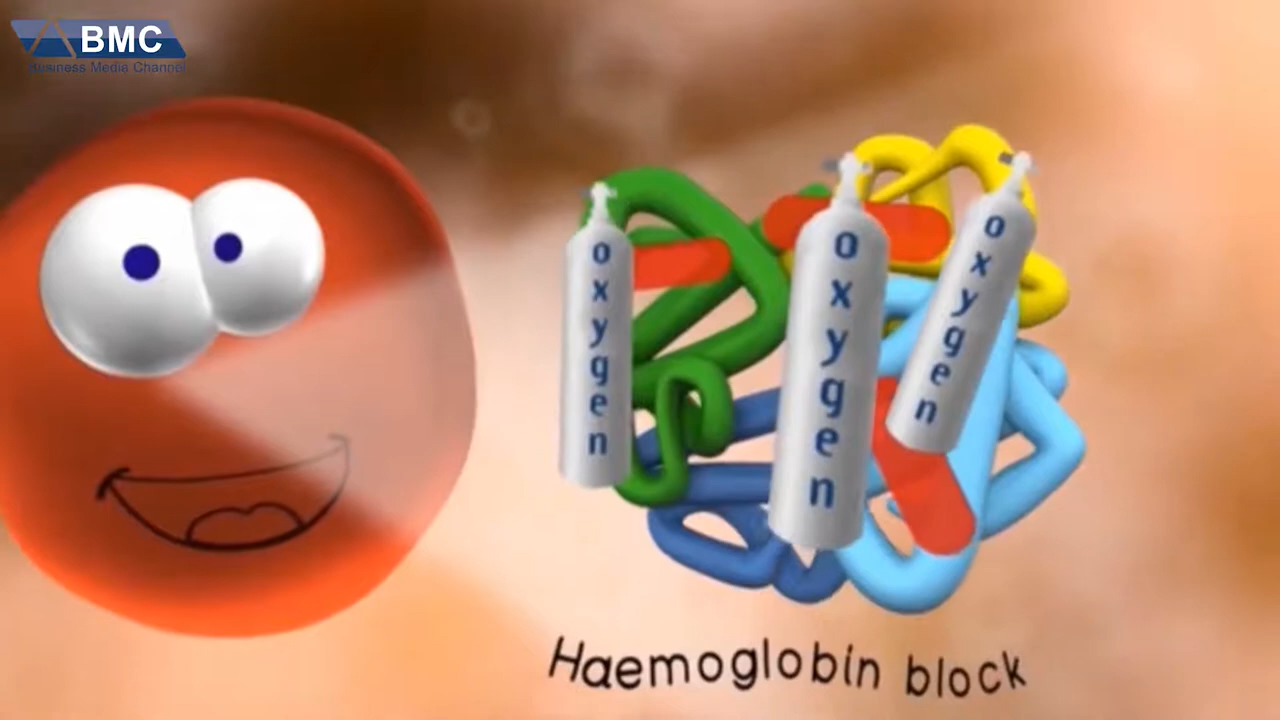 BMC
Business Media Channel
oxygen
oxygen
oxygen
Haemoglobin block